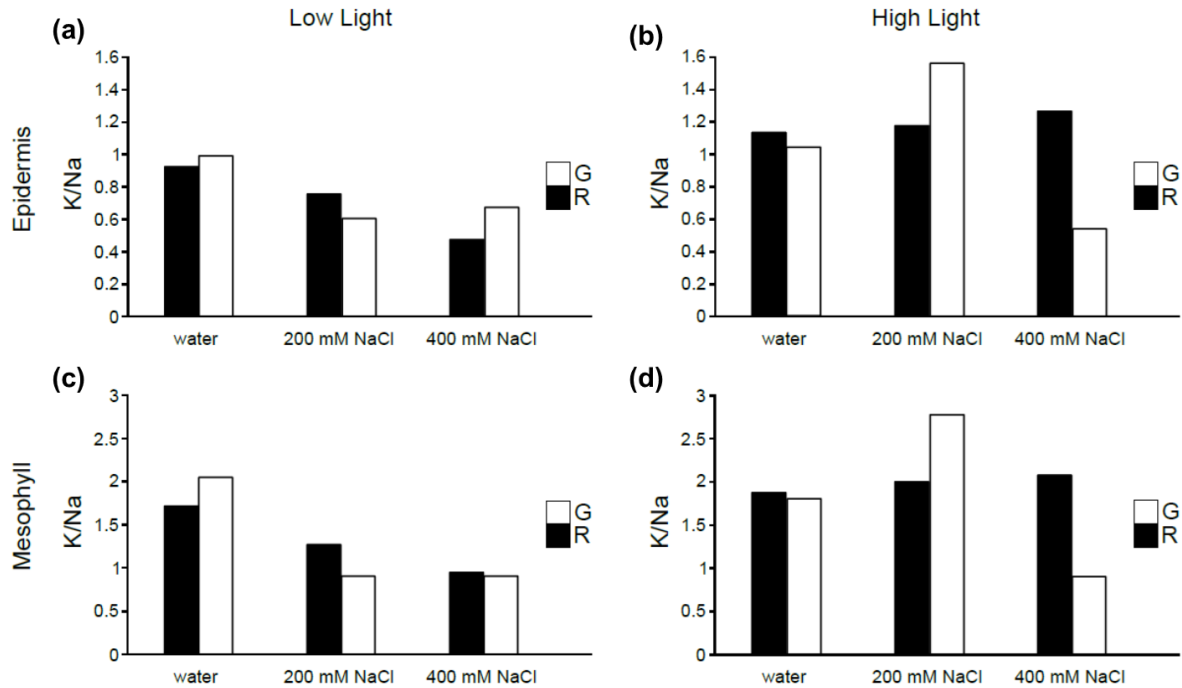 Low Light
High Light
(a)
(b)
1.6
1.4
1.2
1
0.8
0.6
0.4
0.2
0
Epidermis
K/Na
G
R
water
200 mM NaCl
400 mM NaCl
1.6
1.4
1.2
1
0.8
0.6
0.4
0.2
0
K/Na
G
R
water
200 mM NaCl
400 mM NaCl
(c)
(d)
3
2.5
2
1.5
1
0.5
0
Mesophyll
K/Na
G
R
water
200 mM NaCl
400 mM NaCl
3
2.5
2
1.5
1
0.5
0
K/Na
G
R
water
200 mM NaCl
400 mM NaCl